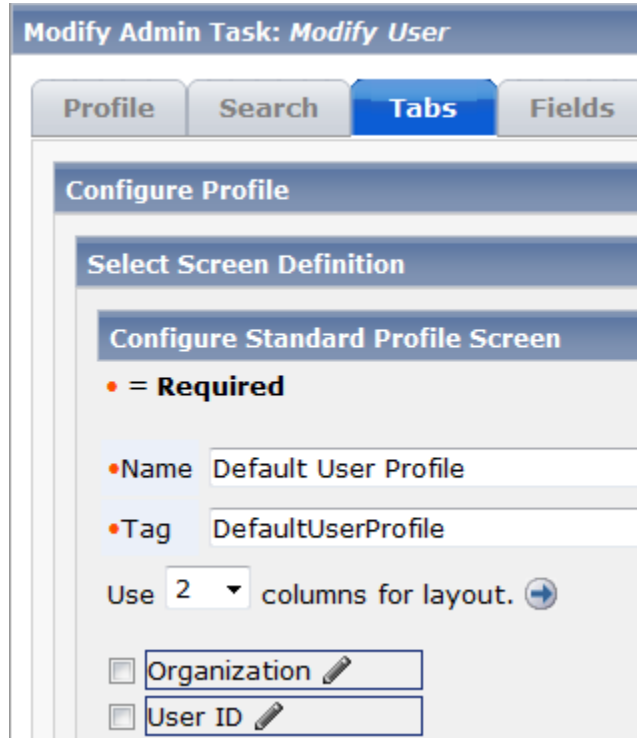 Modify Admin Task: Modify User
Profile Search Tabs Fields
Configure Profile
Select Screen Definition
Configure Standard Profile Screen
• = Required
•Name Default User Profile
•Tag DefaultUserProfile
Use 2 columns for layout.
Organization
User ID